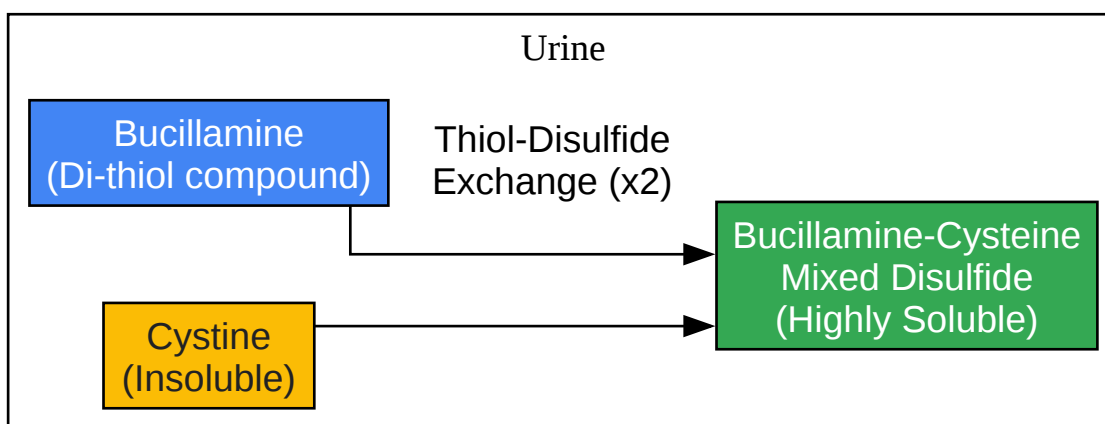 Urine
Bucillamine
(Di-thiol compound)
Thiol-Disulfide
Exchange (x2)
Bucillamine-Cysteine
Mixed Disulfide
(Highly Soluble)
Cystine
(Insoluble)